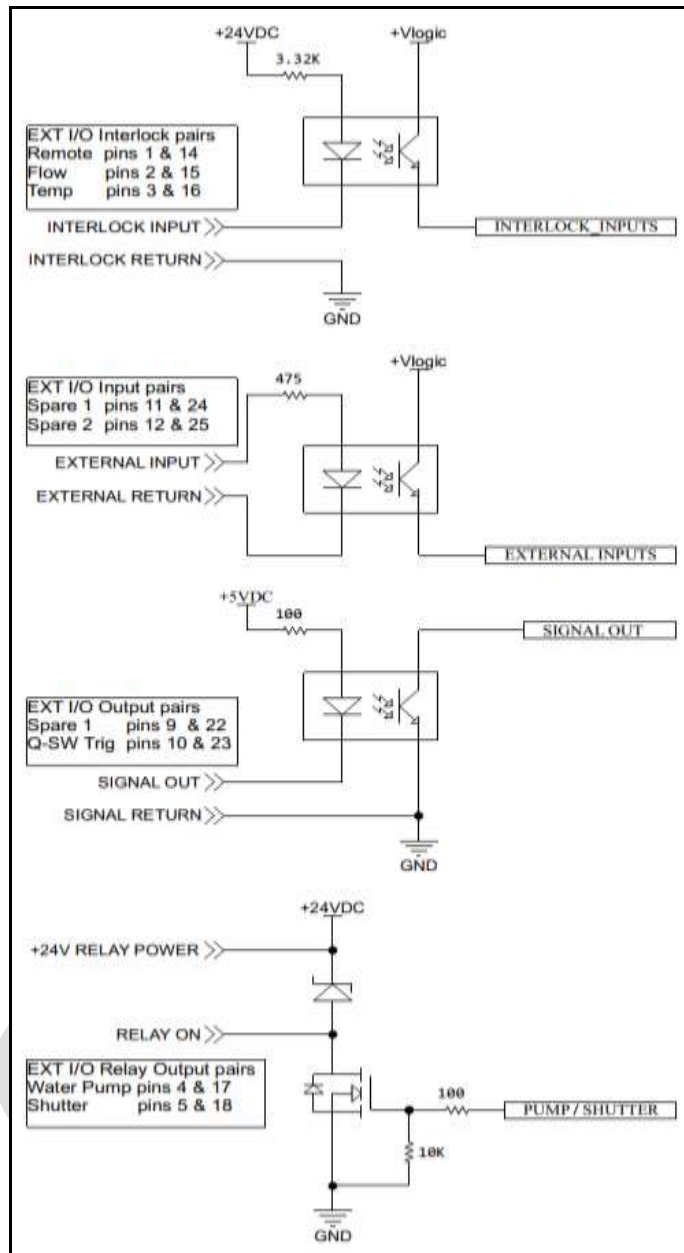 +24VDC
+Vlogic
3.32K
EXT I/O Interlock pairs
Remote pins 1 & 14
Flow pins 2 & 15
Temp pins 3 & 16
INTERLOCK INPUT
INTERLOCK_INPUTS
INTERLOCK RETURN
GND
+Vlogic
475
EXT I/O Input pairs
Spare 1 pins 11 & 24
Spare 2 pins 12 & 25
EXTERNAL INPUT
EXTERNAL RETURN
EXTERNAL INPUTS
+5VDC
100
SIGNAL OUT
EXT I/O Output pairs
Spare 1 pins 9 & 22
Q-SW Trig pins 10 & 23
SIGNAL OUT
SIGNAL RETURN
GND
+24VDC
+24V RELAY POWER
RELAY ON
EXT I/O Relay Output pairs
Water Pump pins 4 & 17
Shutter pins 5 & 18
100
PUMP / SHUTTER
10K
GND